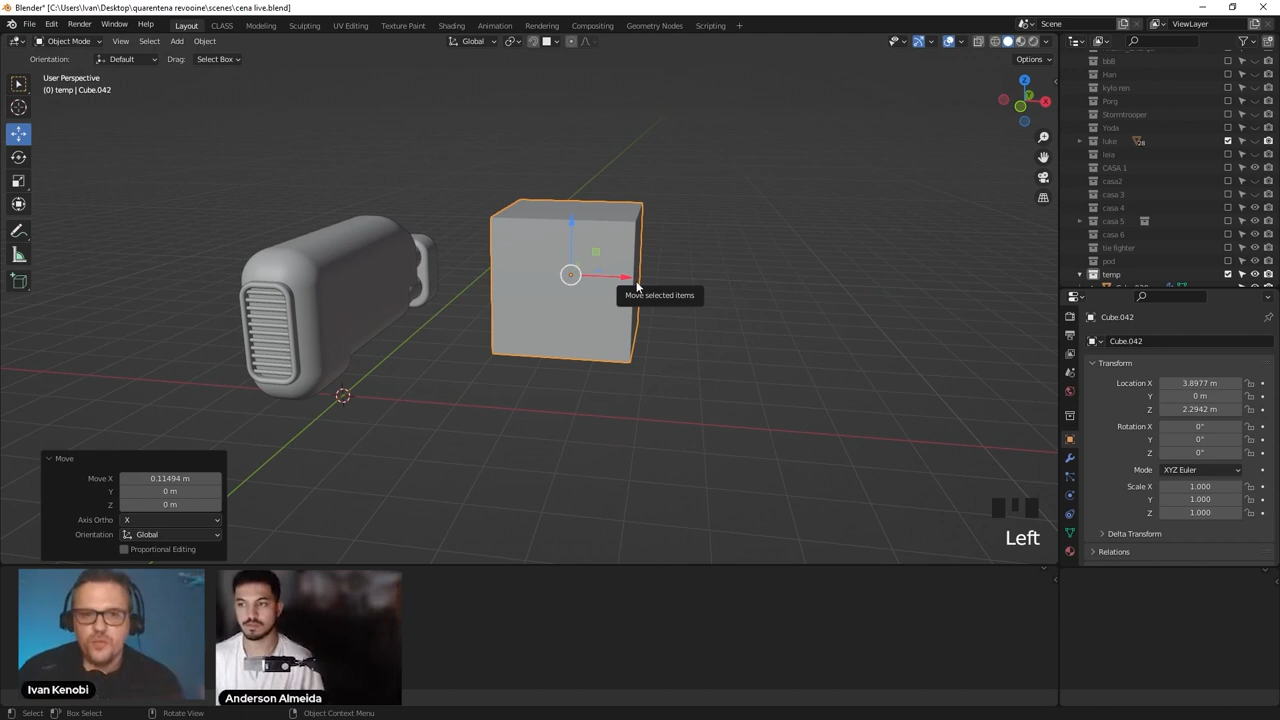 Blender* [C:\Users\Ivan\Desktop\quarentena revooine\scenes\cena live.blend]
File Edit Render Window Help Layout CLASS Modeling Sculpting UV Editing Texture Paint Shading Animation Rendering Compositing Geometry Nodes Scripting + Scene ViewLayer
Object Mode View Select Add Object Global
Orientation: Default Drag: Select Box Options
User Perspective
(0) temp | Cube.042
Z
Y
X
Move selected items
Move
Move X 0.11494 m
Y 0 m
Z 0 m
Axis Ortho X
Orientation Global
Proportional Editing
Left
bb8
Han
kylo ren
Porg
Stormtrooper
Yoda
luke 28
leia
CASA 1
casa2
casa 3
casa 4
casa 5
casa 6
tie fighter
pod
temp
Cube.042
Cube.042
Transform
Location X 3.8977 m
Y 0 m
Z 2.2942 m
Rotation X 0°
Y 0°
Z 0°
Mode XYZ Euler
Scale X 1.000
Y 1.000
Z 1.000
Delta Transform
Relations
Ivan Kenobi
Anderson Almeida
Select Box Select Rotate View Object Context Menu